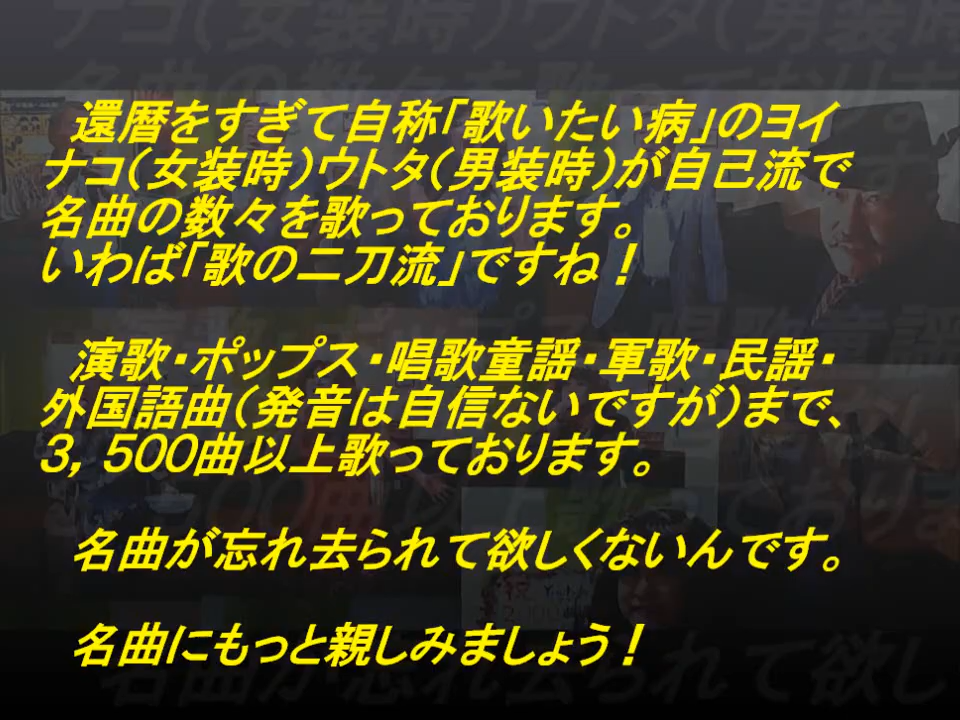 還暦をすぎて自称「歌いたい病」のヨイ
ナコ（女装時）ウトタ（男装時）が自己流で
名曲の数々を歌っております。
いわば「歌の二刀流」ですね！
演歌・ポップス・唱歌童謡・軍歌・民謡・
外国語曲（発音は自信ないですが）まで、
３，５００曲以上歌っております。
名曲が忘れ去られて欲しくないんです。
名曲にもっと親しみましょう！